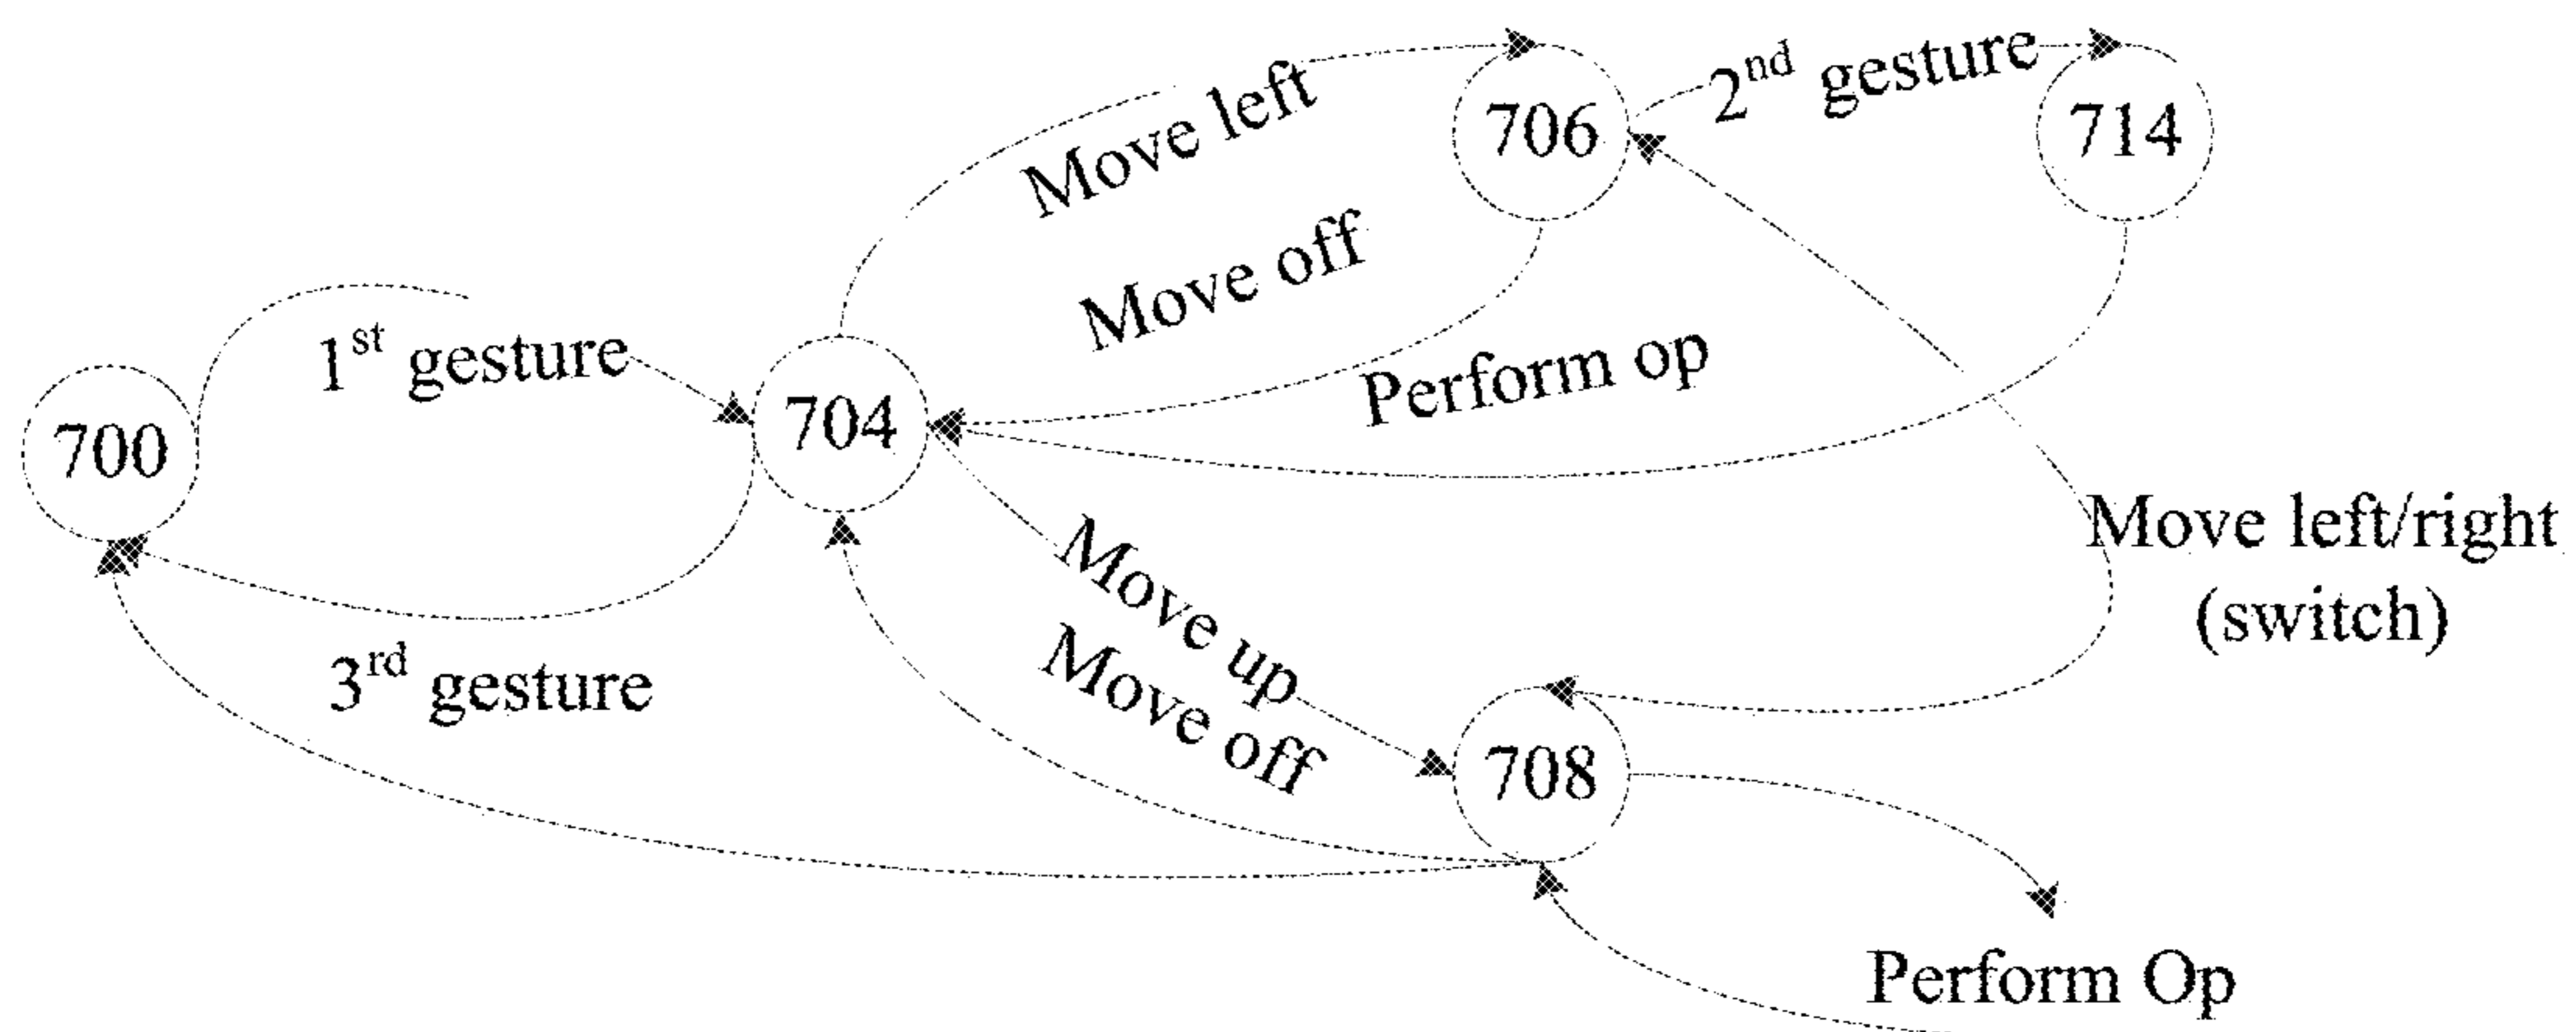 Move left
706
2nd gesture
714
Move off
1st gesture
Perform op
700
704
Move left/right
(switch)
Move up
3rd gesture
Move off
708
Perform Op